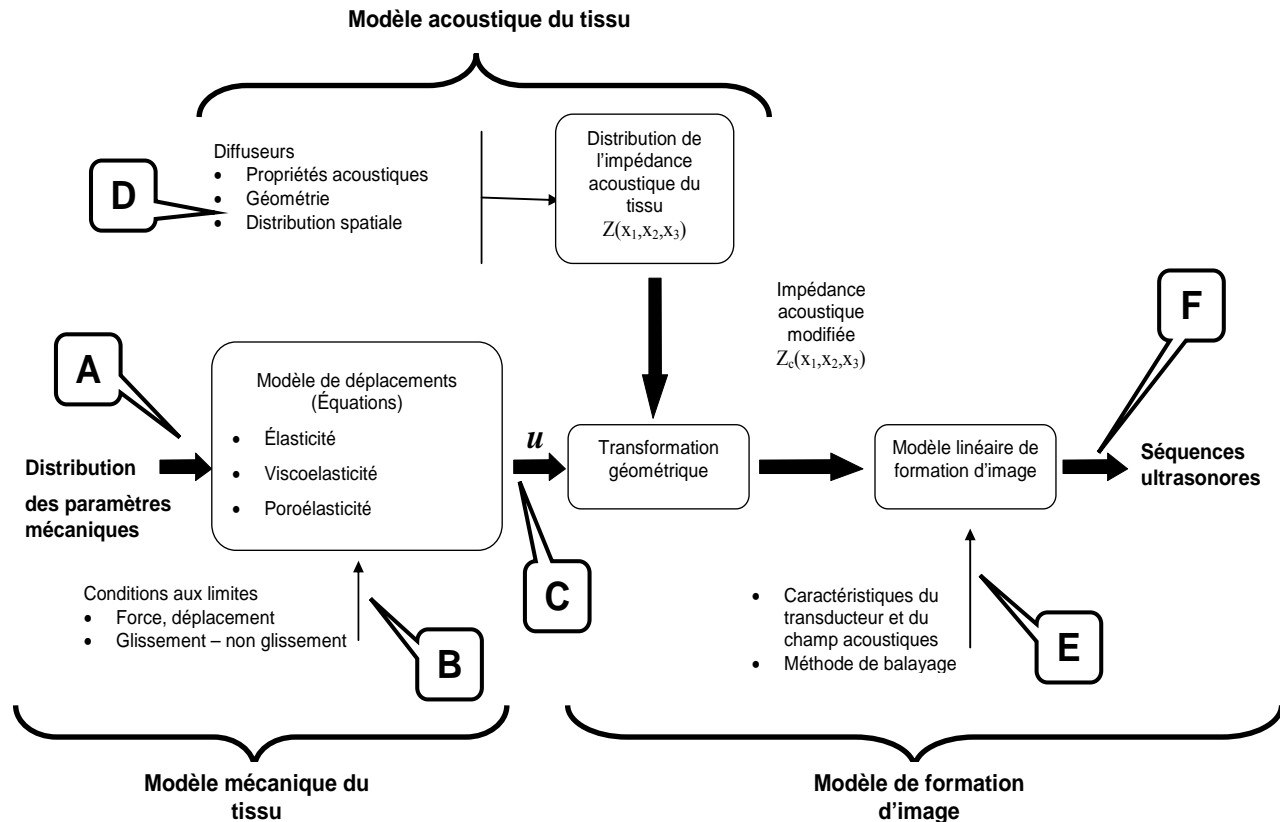 Modèle acoustique du tissu
Diffuseurs
• Propriétés acoustiques
• Géométrie
• Distribution spatiale
D
Distribution de
l'impédance
acoustique du
tissu
Z(x₁,x₂,x₃)
Impédance
acoustique
modifiée
Z_c(x₁,x₂,x₃)
F
A
Distribution
des paramètres
mécaniques
Modèle de déplacements
(Équations)
• Élasticité
• Viscoelasticité
• Poroélasticité
u
Transformation
géométrique
Modèle linéaire de
formation d'image
Séquences
ultrasonores
Conditions aux limites
• Force, déplacement
• Glissement – non glissement
B
C
• Caractéristiques du
transducteur et du
champ acoustiques
• Méthode de balayage
E
Modèle mécanique du
tissu
Modèle de formation
d'image